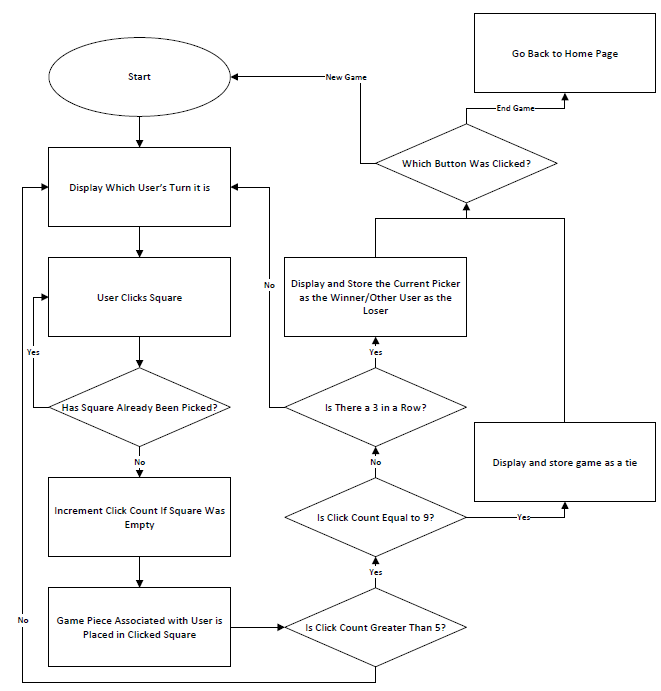 Start
New Game
Go Back to Home Page
End Game
Which Button Was Clicked?
Display Which User's Turn it is
User Clicks Square
Yes
Has Square Already Been Picked?
No
Increment Click Count If Square Was
Empty
Game Piece Associated with User is
Placed in Clicked Square
No
Is Click Count Greater Than 5?
Yes
Is Click Count Equal to 9?
Yes
No
Is There a 3 in a Row?
No
Yes
Display and Store the Current Picker
as the Winner/Other User as the
Loser
Display and store game as a tie